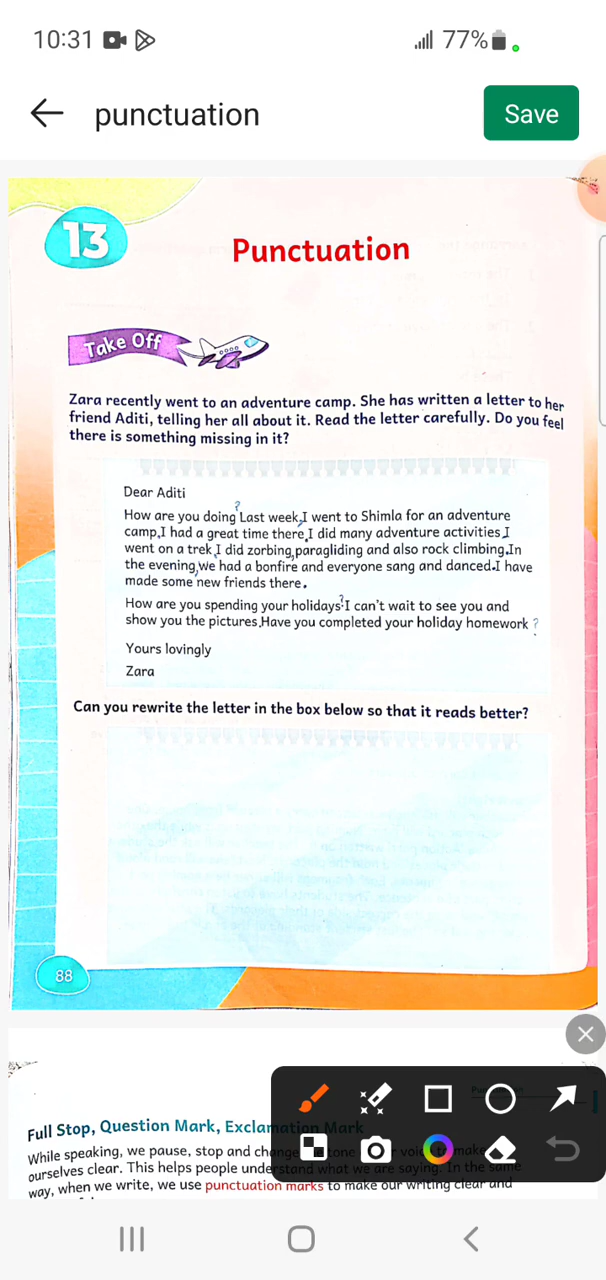 10:31 77%
punctuation
Save
13
Punctuation
Take Off
Zara recently went to an adventure camp. She has written a letter to her
friend Aditi, telling her all about it. Read the letter carefully. Do you feel
there is something missing in it?
Dear Aditi
How are you doing ? Last week, I went to Shimla for an adventure
camp. I had a great time there, I did many adventure activities I
went on a trek, I did zorbing, paragliding and also rock climbing. In
the evening, we had a bonfire and everyone sang and danced. I have
made some new friends there.
How are you spending your holidays? I can't wait to see you and
show you the pictures. Have you completed your holiday homework ?
Yours lovingly
Zara
Can you rewrite the letter in the box below so that it reads better?
88
Full Stop, Question Mark, Exclamation Mark
While speaking, we pause, stop and change tone voice to make
ourselves clear. This helps people understand what we are saying. In the same
way, when we write, we use punctuation marks to make our writing clear and